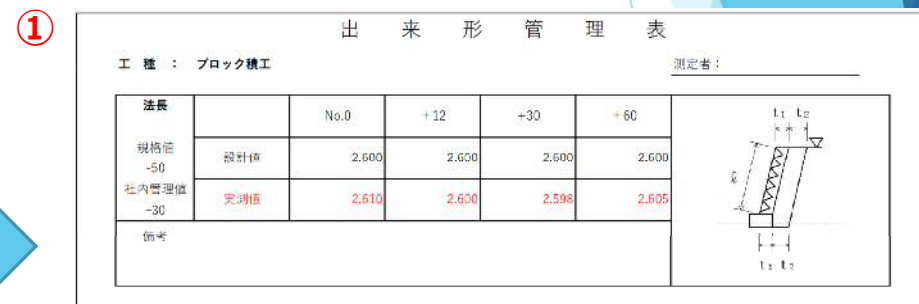 ①
出来形管理表
工種： ブロック積工
測定者：
法長 No.0 +12 +30 +60
規格値 -50 設計値 2.600 2.600 2.600 2.600
社内管理値 -30 実測値 2.610 2.600 2.598 2.605
備考
t₁ t₂
t₁ t₂